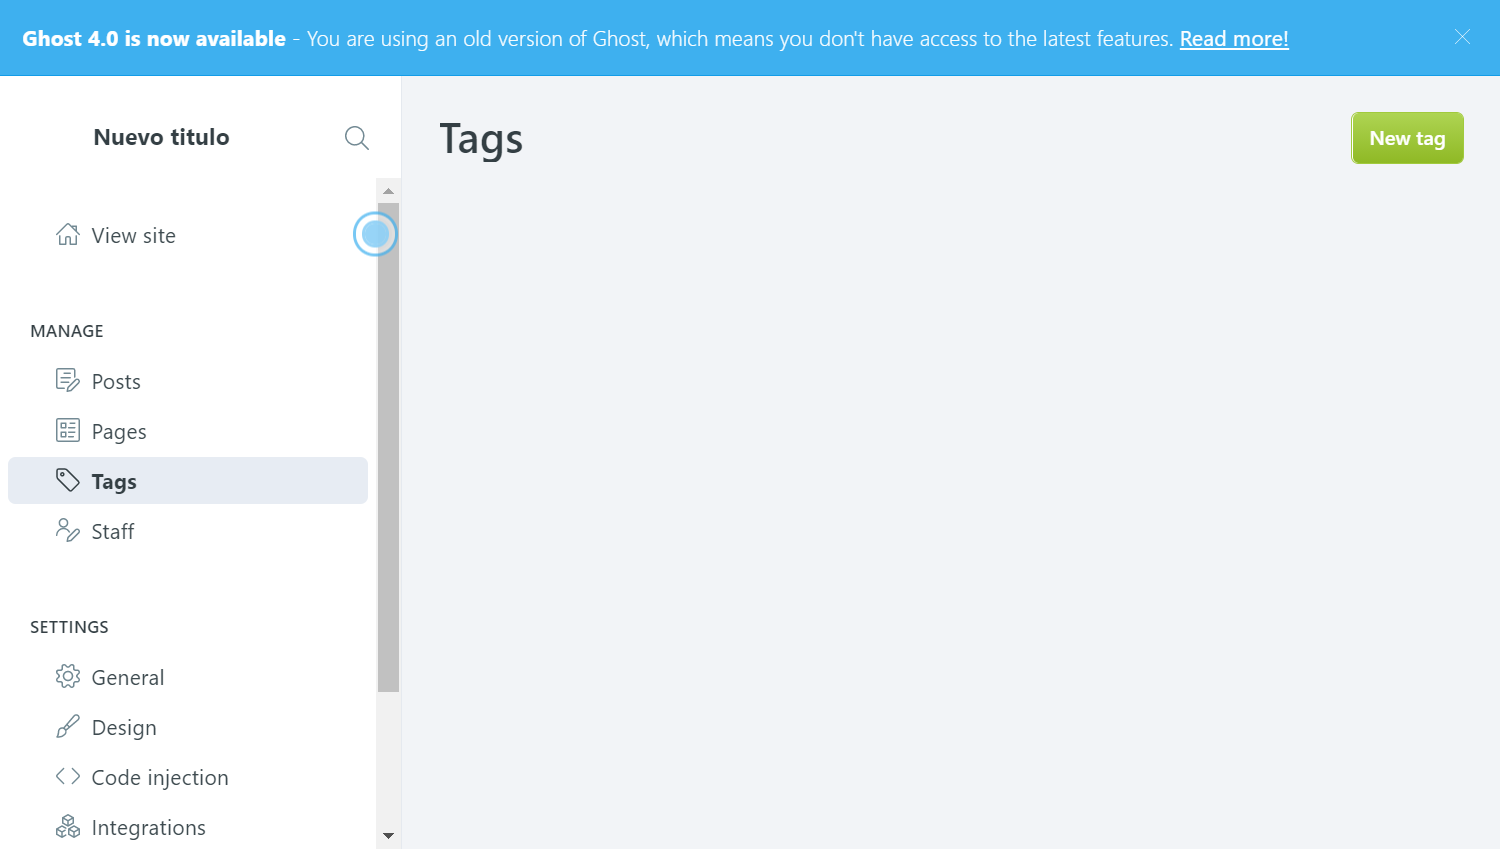 Ghost 4.0 is now available - You are using an old version of Ghost, which means you don't have access to the latest features. Read more!
Nuevo titulo
Tags
New tag
View site
MANAGE
Posts
Pages
Tags
Staff
SETTINGS
General
Design
Code injection
Integrations